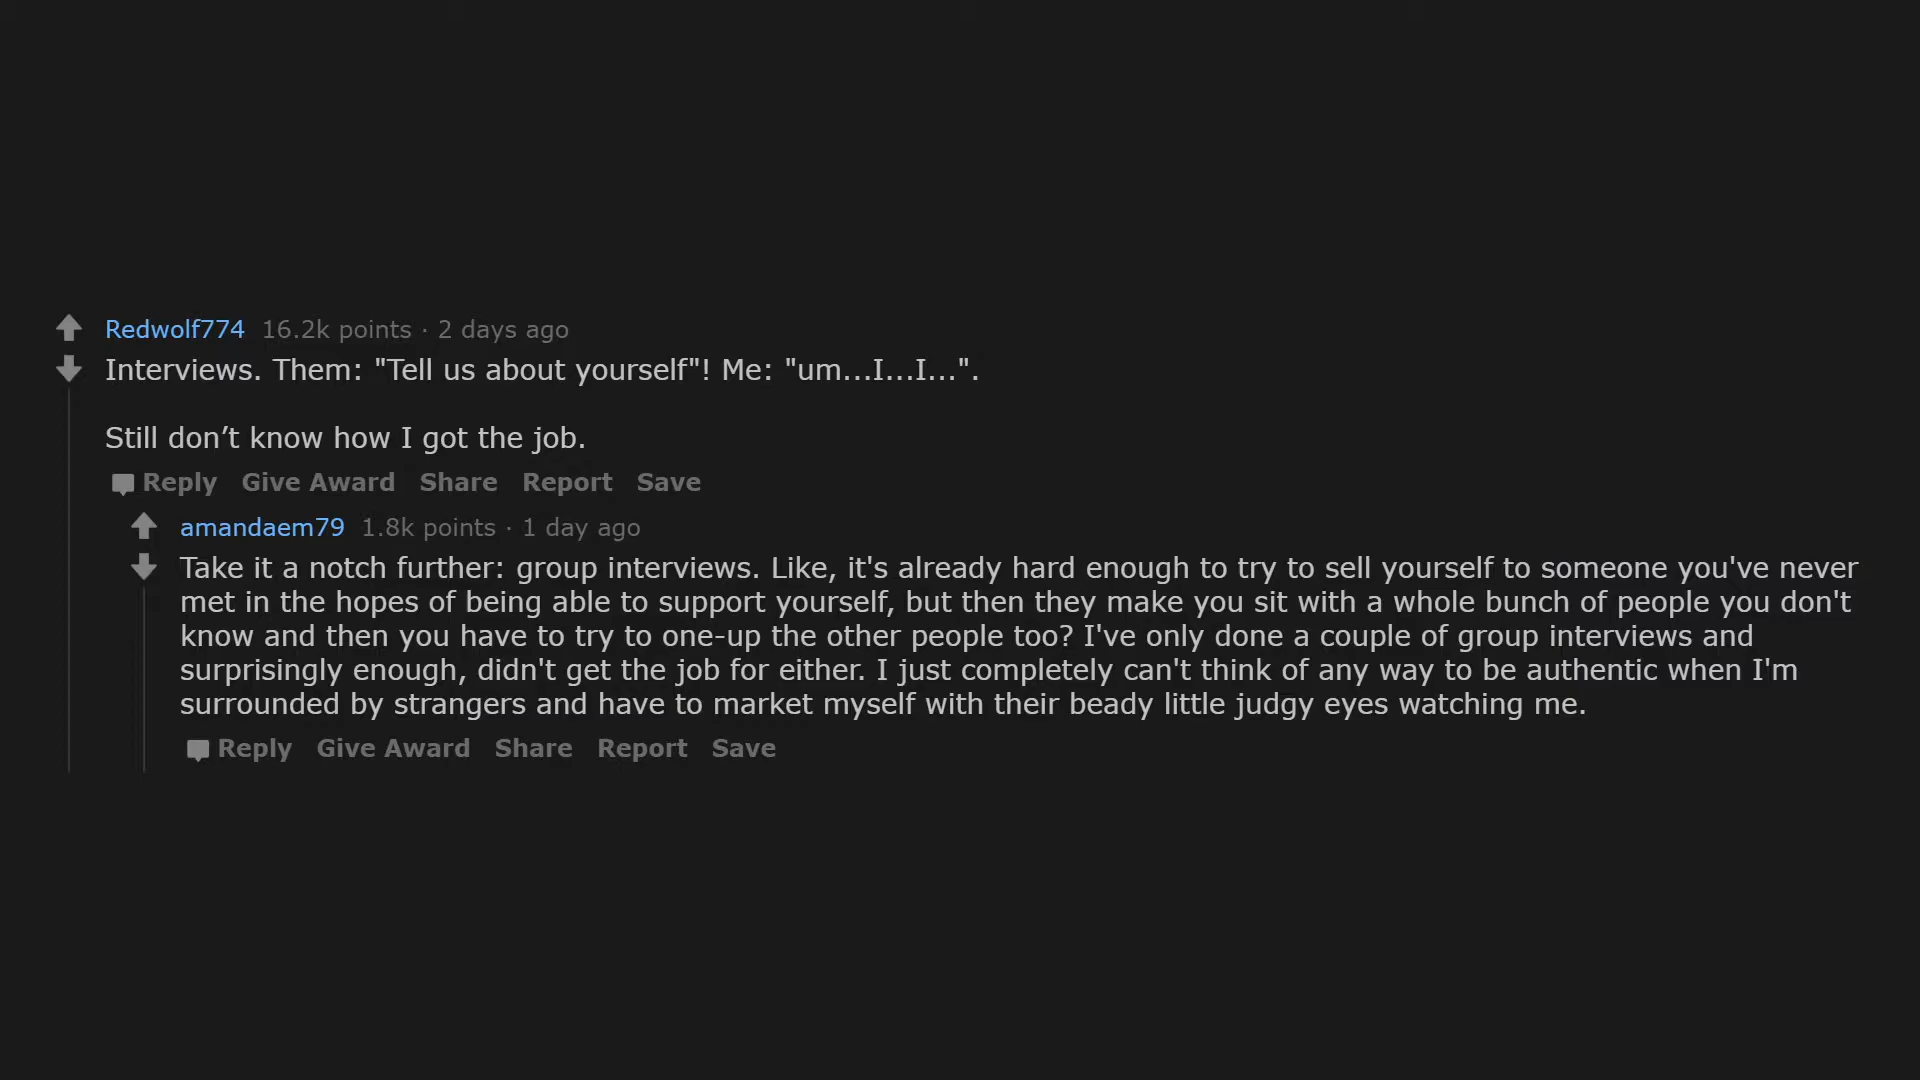 Redwolf774 16.2k points · 2 days ago
Interviews. Them: "Tell us about yourself"! Me: "um...I...I...".
Still don’t know how I got the job.
Reply Give Award Share Report Save
amandaem79 1.8k points · 1 day ago
Take it a notch further: group interviews. Like, it's already hard enough to try to sell yourself to someone you've never
met in the hopes of being able to support yourself, but then they make you sit with a whole bunch of people you don't
know and then you have to try to one-up the other people too? I've only done a couple of group interviews and
surprisingly enough, didn't get the job for either. I just completely can't think of any way to be authentic when I'm
surrounded by strangers and have to market myself with their beady little judgy eyes watching me.
Reply Give Award Share Report Save